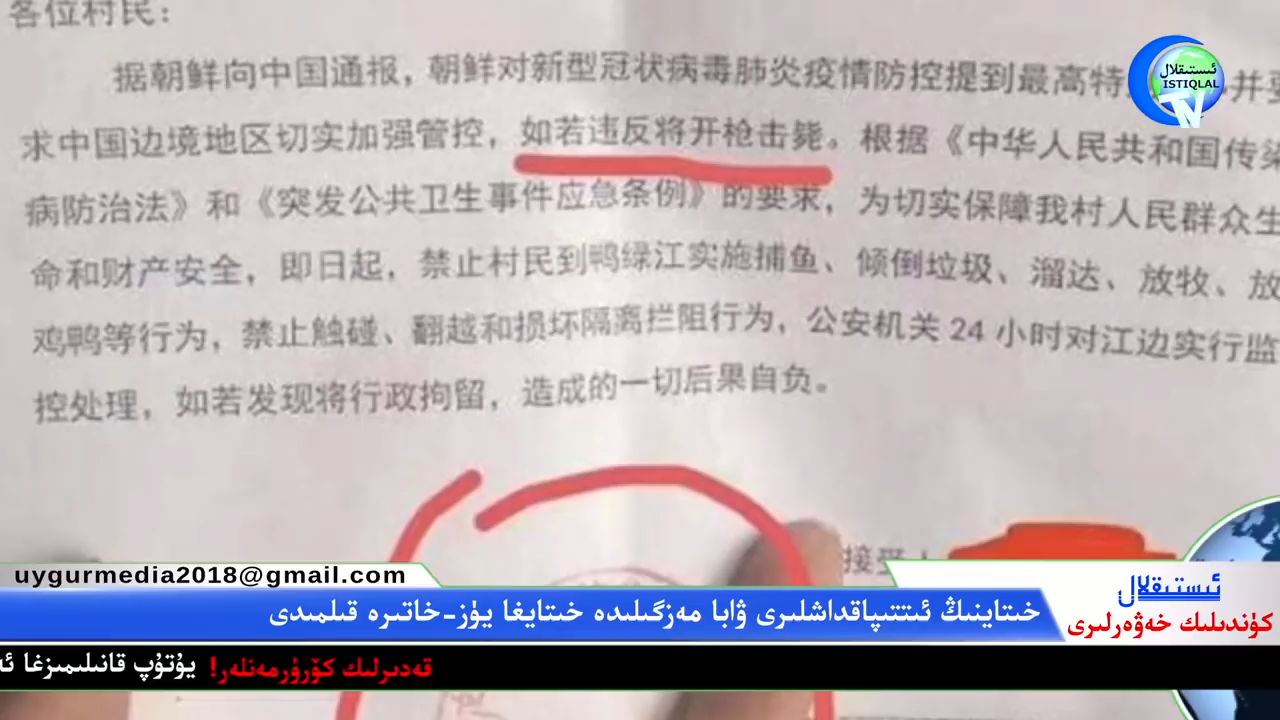 各位村民：
据朝鲜向中国通报，朝鲜对新型冠状病毒肺炎疫情防控提到最高特 并要
求中国边境地区切实加强管控，如若违反将开枪击毙。根据《中华人民共和国传染
病防治法》和《突发公共卫生事件应急条例》的要求，为切实保障我村人民群众生
命和财产安全，即日起，禁止村民到鸭绿江实施捕鱼、倾倒垃圾、溜达、放牧、放
鸡鸭等行为，禁止触碰、翻越和损坏隔离拦阻行为，公安机关24小时对江边实行监
控处理，如若发现将行政拘留，造成的一切后果自负。
接受人
ئىستىقلال
ISTIQLAL
TV
uygurmedia2018@gmail.com
خىتاينىڭ ئىتتىپاقداشلىرى ۋابا مەزگىلىدە خىتايغا يۈز-خاتىرە قىلمىدى
ئىستىقلال
كۈندىلىك خەۋەرلىرى
قەدىرلىك كۆرۈرمەنلەر! يۇتۇپ قانىلىمىزغا ئە